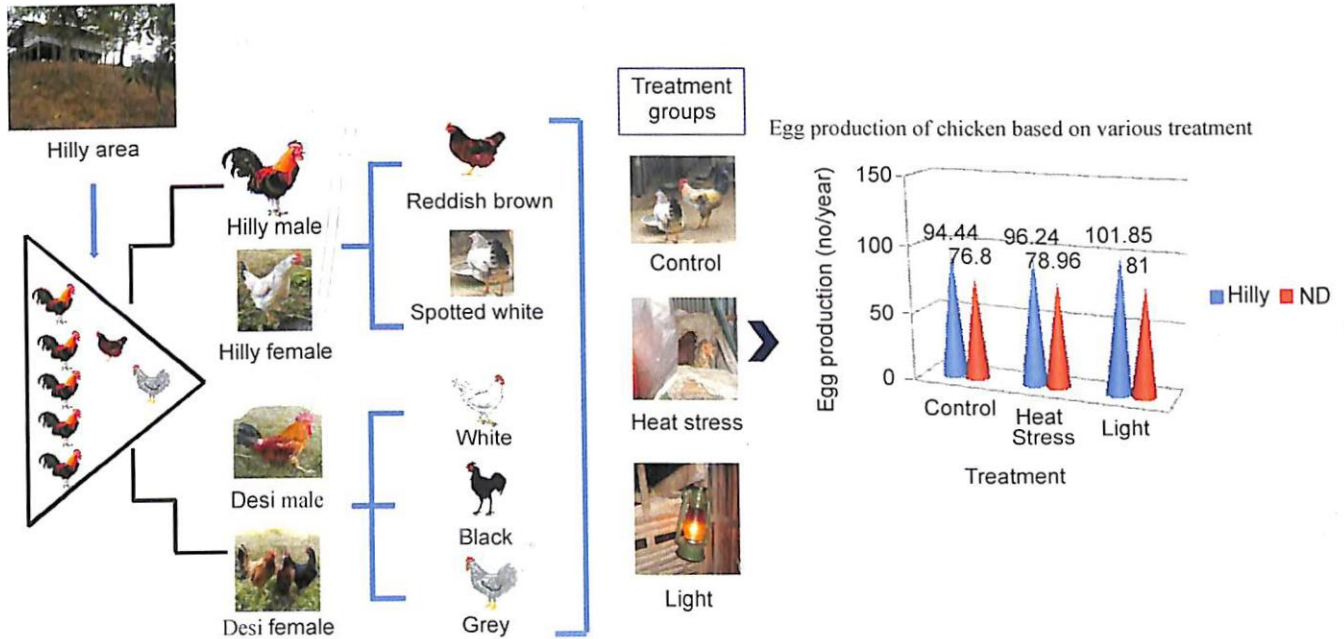 Hilly area
Hilly male
Hilly female
Desi male
Desi female
Reddish brown
Spotted white
White
Black
Grey
Treatment
groups
Control
Heat stress
Light
Egg production of chicken based on various treatment
Egg production (no/year)
150
100
50
0
94.44
76.8
96.24
78.96
101.85
81
Control
Heat
Stress
Light
Treatment
Hilly
ND